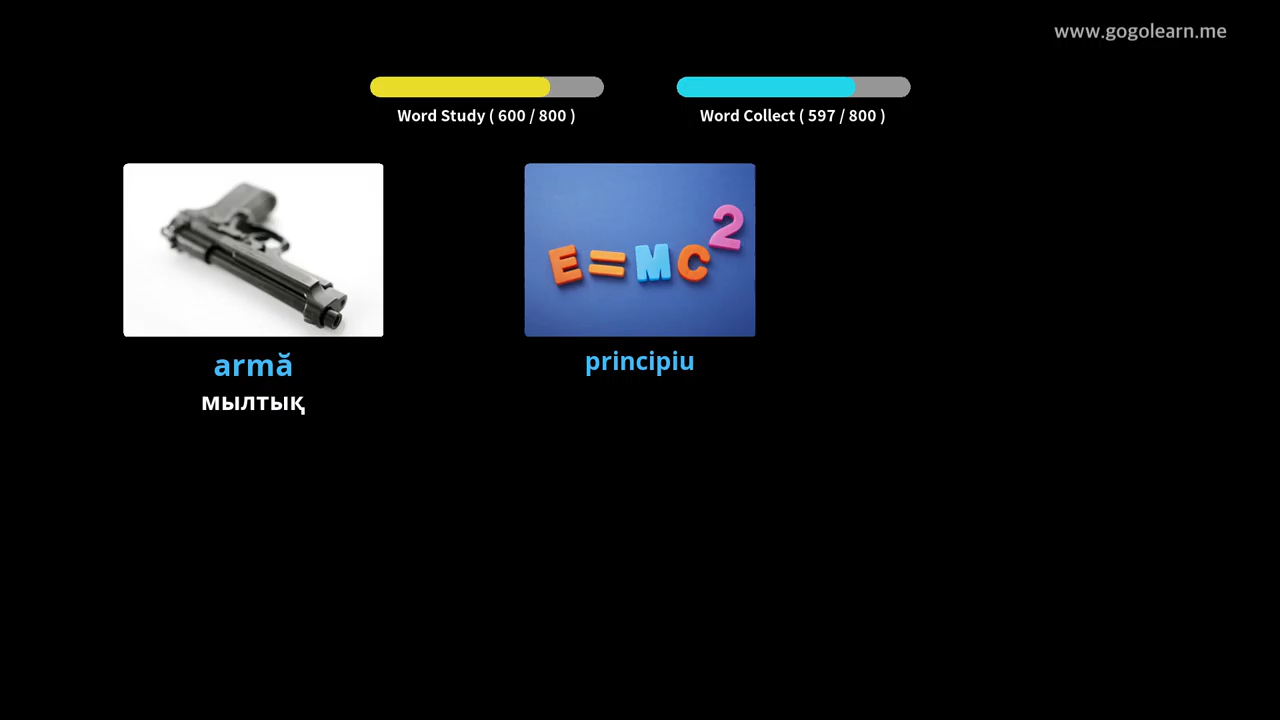 www.gogolearn.me
Word Study ( 600 / 800 )
Word Collect ( 597 / 800 )
E=MC2
armă
мылтық
principiu